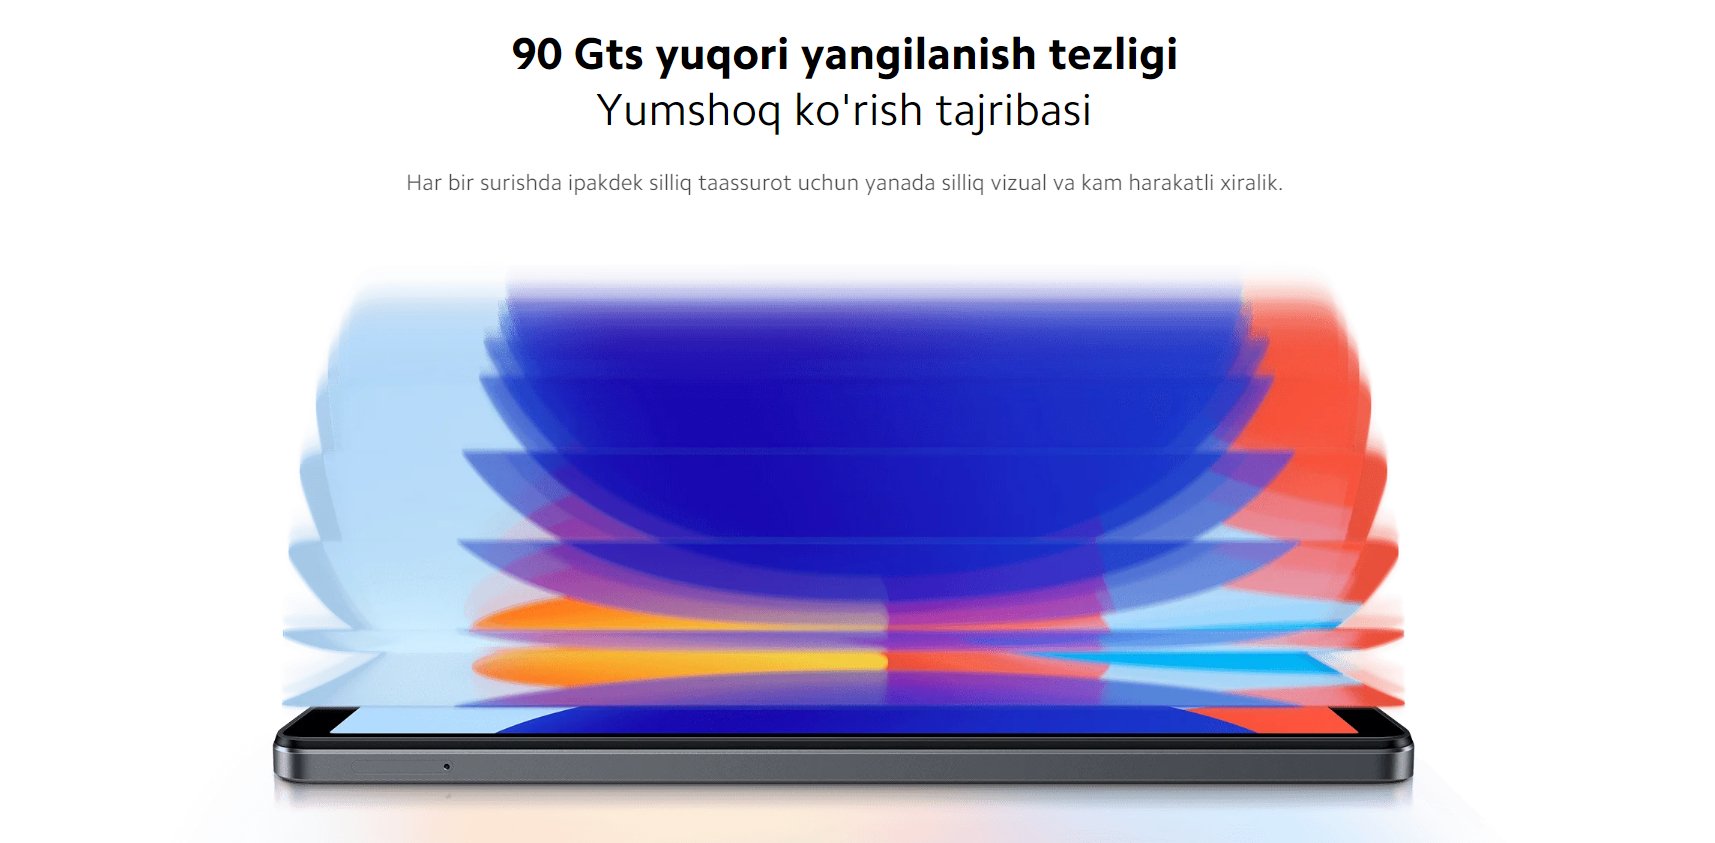 90 Gts yuqori yangilanish tezligi
Yumshoq ko'rish tajribasi
Har bir surishda ipakdek silliq taassurot uchun yanada silliq vizual va kam harakatli xiralik.